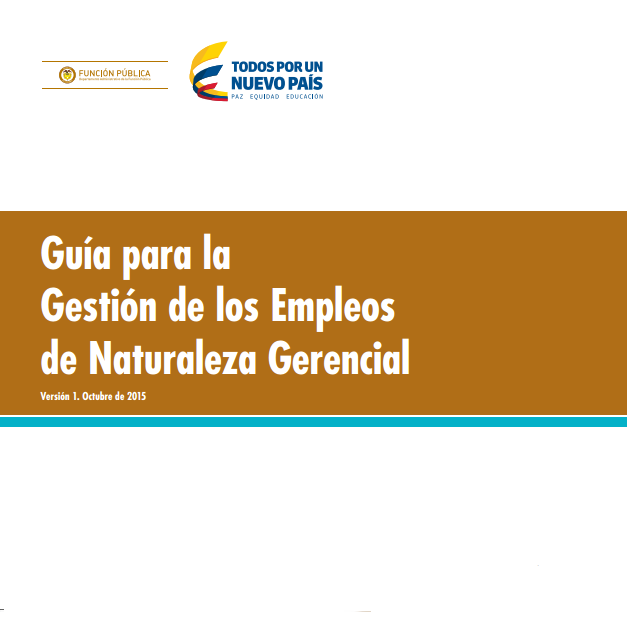 FUNCIÓN PÚBLICA
TODOS POR UN
NUEVO PAÍS
PAZ EQUIDAD EDUCACIÓN
Guía para la
Gestión de los Empleos
de Naturaleza Gerencial
Versión 1. Octubre de 2015